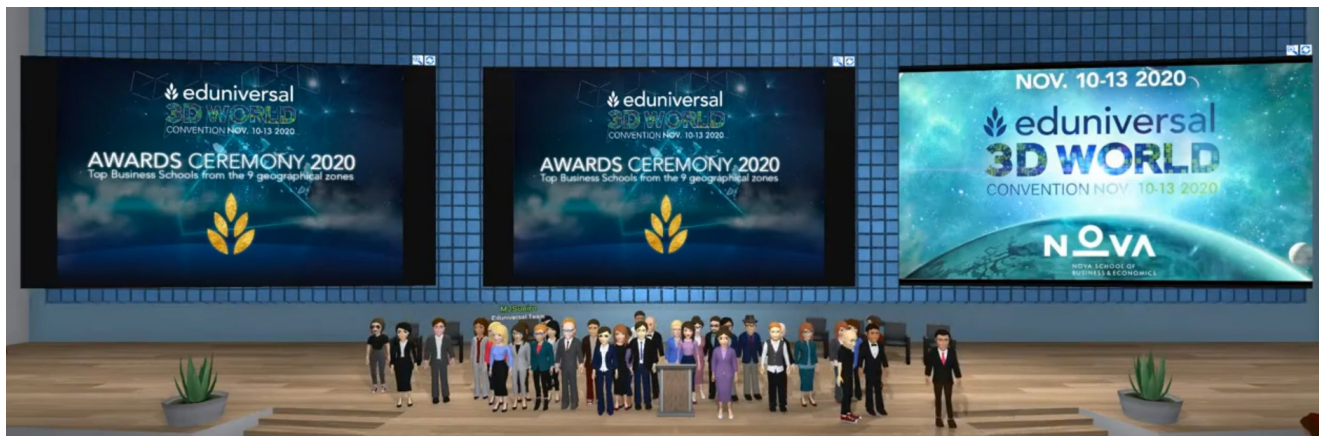 eduniversal
3D WORLD
CONVENTION NOV. 10-13 2020
AWARDS CEREMONY 2020
Top Business Schools from the 9 geographical zones
eduniversal
3D WORLD
CONVENTION NOV. 10-13 2020
AWARDS CEREMONY 2020
Top Business Schools from the 9 geographical zones
NOV. 10-13 2020
eduniversal
3D WORLD
CONVENTION NOV. 10-13 2020
NOVA
NOVA SCHOOL OF
BUSINESS & ECONOMICS
Eduniversal Team